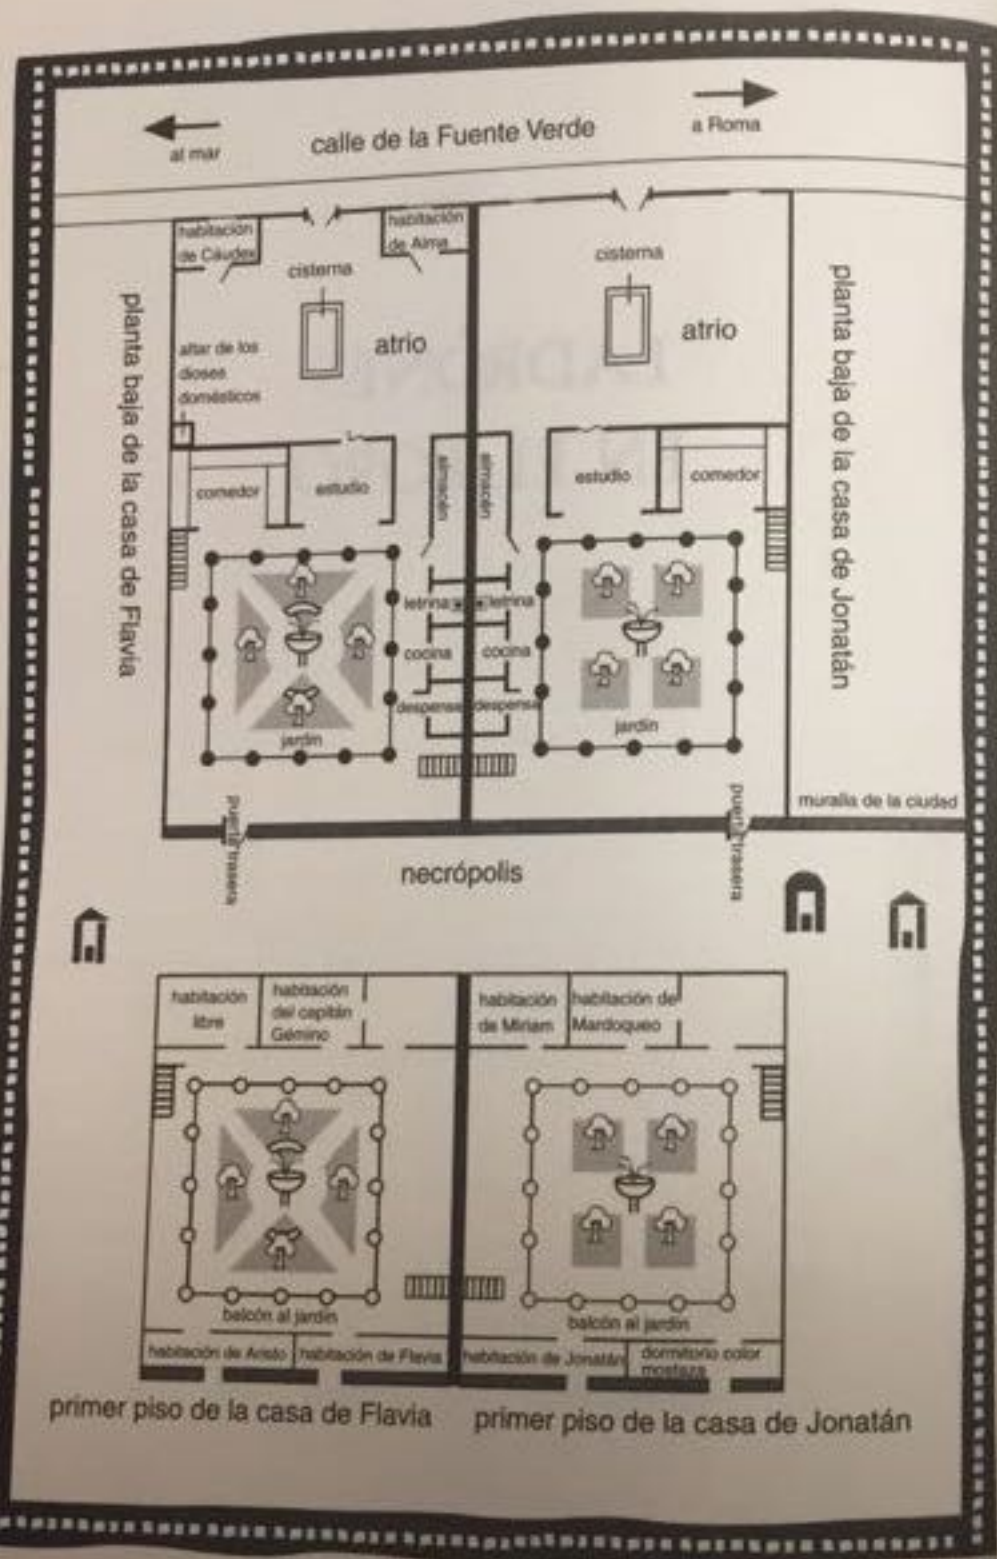 calle de la Fuente Verde
al mar
a Roma
habitación
de Cáudex
habitación
de Alma
cisterna
atrio
altar de los
dioses
domésticos
comedor
estudio
almacén
letrina
cocina
despensa
jardín
puerta trasera
planta baja de la casa de Flavia
cisterna
atrio
almacén
estudio
comedor
letrina
cocina
despensa
jardín
puerta trasera
planta baja de la casa de Jonatán
muralla de la ciudad
necrópolis
habitación
libre
habitación
del capitán
Gémino
habitación
de Miriam
habitación de
Mardoqueo
balcón al jardín
balcón al jardín
habitación de Aristo
habitación de Flavia
habitación de Jonatán
dormitorio color
mostaza
primer piso de la casa de Flavia
primer piso de la casa de Jonatán